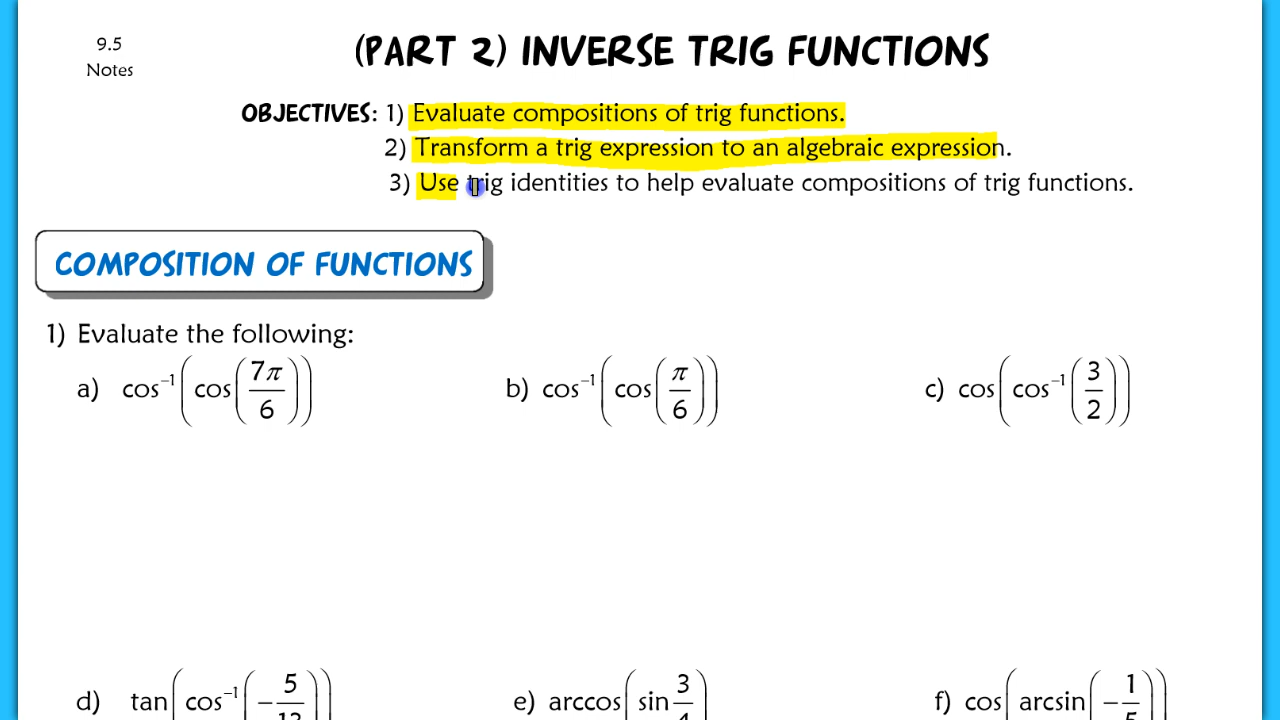 9.5
Notes
(PART 2) INVERSE TRIG FUNCTIONS
OBJECTIVES: 1) Evaluate compositions of trig functions.
2) Transform a trig expression to an algebraic expression.
3) Use trig identities to help evaluate compositions of trig functions.
COMPOSITION OF FUNCTIONS
1) Evaluate the following:
a) cos⁻¹(cos(7π/6)) b) cos⁻¹(cos(π/6)) c) cos(cos⁻¹(3/2))
d) tan(cos⁻¹(-5/13)) e) arccos(sin 3/4) f) cos(arcsin(-1/5))